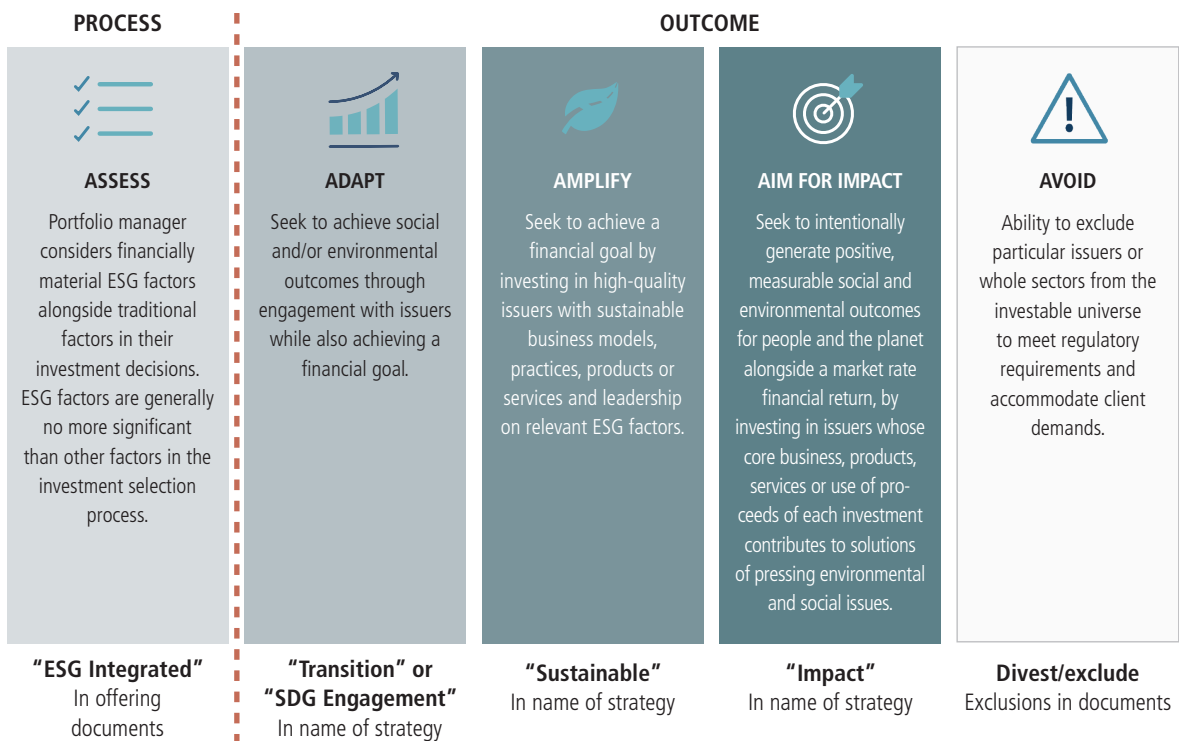 PROCESS
OUTCOME
ASSESS
Portfolio manager
considers financially
material ESG factors
alongside traditional
factors in their
investment decisions.
ESG factors are generally
no more significant
than other factors in the
investment selection
process.
"ESG Integrated"
In offering
documents
ADAPT
Seek to achieve social
and/or environmental
outcomes through
engagement with issuers
while also achieving a
financial goal.
"Transition" or
"SDG Engagement"
In name of strategy
AMPLIFY
Seek to achieve a
financial goal by
investing in high-quality
issuers with sustainable
business models,
practices, products or
services and leadership
on relevant ESG factors.
"Sustainable"
In name of strategy
AIM FOR IMPACT
Seek to intentionally
generate positive,
measurable social and
environmental outcomes
for people and the planet
alongside a market rate
financial return, by
investing in issuers whose
core business, products,
services or use of pro-
ceeds of each investment
contributes to solutions
of pressing environmental
and social issues.
"Impact"
In name of strategy
!
AVOID
Ability to exclude
particular issuers or
whole sectors from the
investable universe
to meet regulatory
requirements and
accommodate client
demands.
Divest/exclude
Exclusions in documents